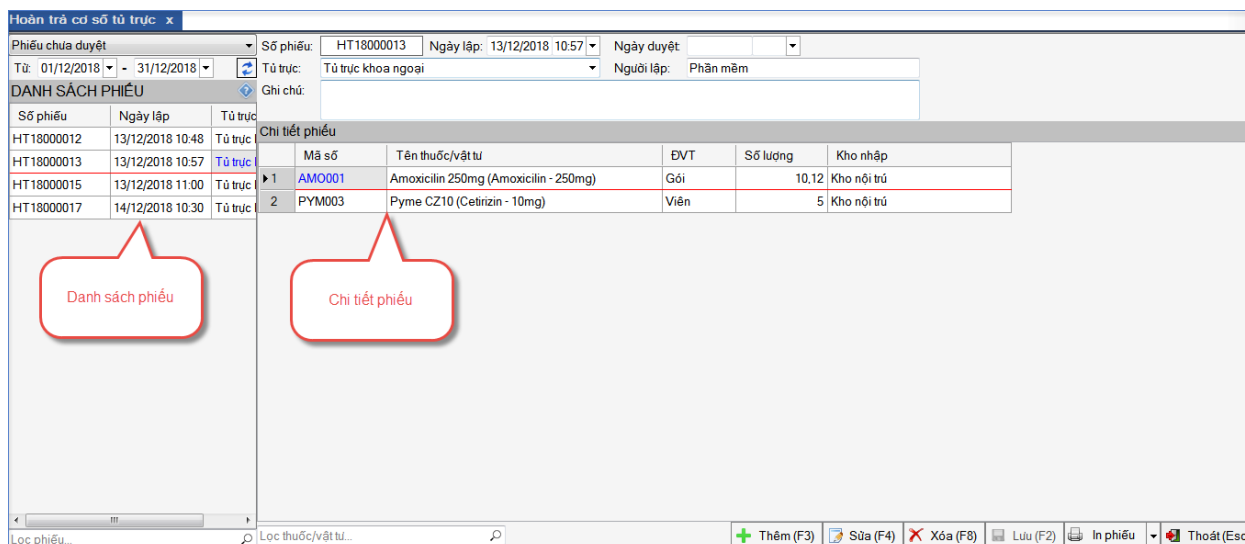 Hoàn trả cơ số tủ trực x
Phiếu chưa duyệt
Từ: 01/12/2018 - 31/12/2018
DANH SÁCH PHIẾU
Số phiếu Ngày lập Tủ trực
HT18000012 13/12/2018 10:48 Tủ trực
HT18000013 13/12/2018 10:57 Tủ trực
HT18000015 13/12/2018 11:00 Tủ trực
HT18000017 14/12/2018 10:30 Tủ trực
Danh sách phiếu
Lọc phiếu...
Số phiếu: HT18000013 Ngày lập: 13/12/2018 10:57 Ngày duyệt:
Tủ trực: Tủ trực khoa ngoại Người lập: Phần mềm
Ghi chú:
Chi tiết phiếu
Mã số Tên thuốc/vật tư ĐVT Số lượng Kho nhập
1 AMO001 Amoxicilin 250mg (Amoxicilin - 250mg) Gói 10,12 Kho nội trú
2 PYM003 Pyme CZ10 (Cetirizin - 10mg) Viên 5 Kho nội trú
Chi tiết phiếu
Lọc thuốc/vật tư...
Thêm (F3) Sửa (F4) Xóa (F8) Lưu (F2) In phiếu Thoát (Esc